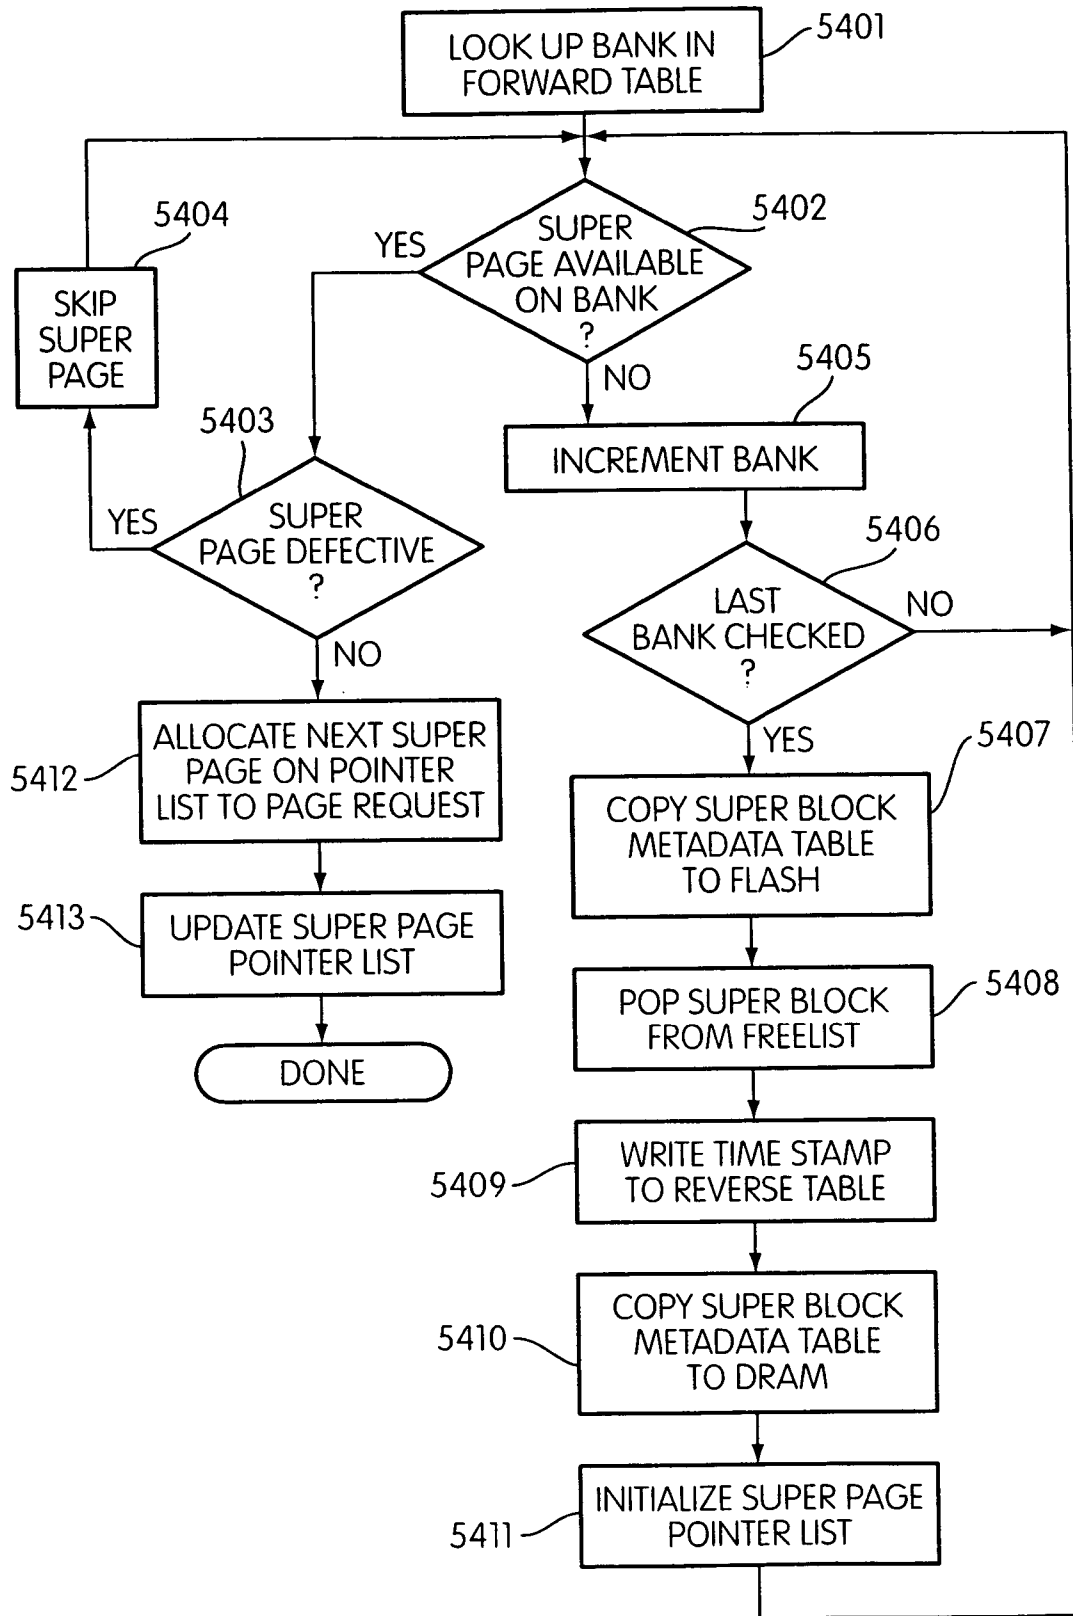 LOOK UP BANK IN
FORWARD TABLE
5401
5404
SKIP
SUPER
PAGE
YES
SUPER
PAGE AVAILABLE
ON BANK
?
5402
NO
5405
INCREMENT BANK
5403
YES
SUPER
PAGE DEFECTIVE
?
NO
5406
LAST
BANK CHECKED
?
NO
YES
5412
ALLOCATE NEXT SUPER
PAGE ON POINTER
LIST TO PAGE REQUEST
5407
COPY SUPER BLOCK
METADATA TABLE
TO FLASH
5413
UPDATE SUPER PAGE
POINTER LIST
DONE
POP SUPER BLOCK
FROM FREELIST
5408
5409
WRITE TIME STAMP
TO REVERSE TABLE
5410
COPY SUPER BLOCK
METADATA TABLE
TO DRAM
5411
INITIALIZE SUPER PAGE
POINTER LIST